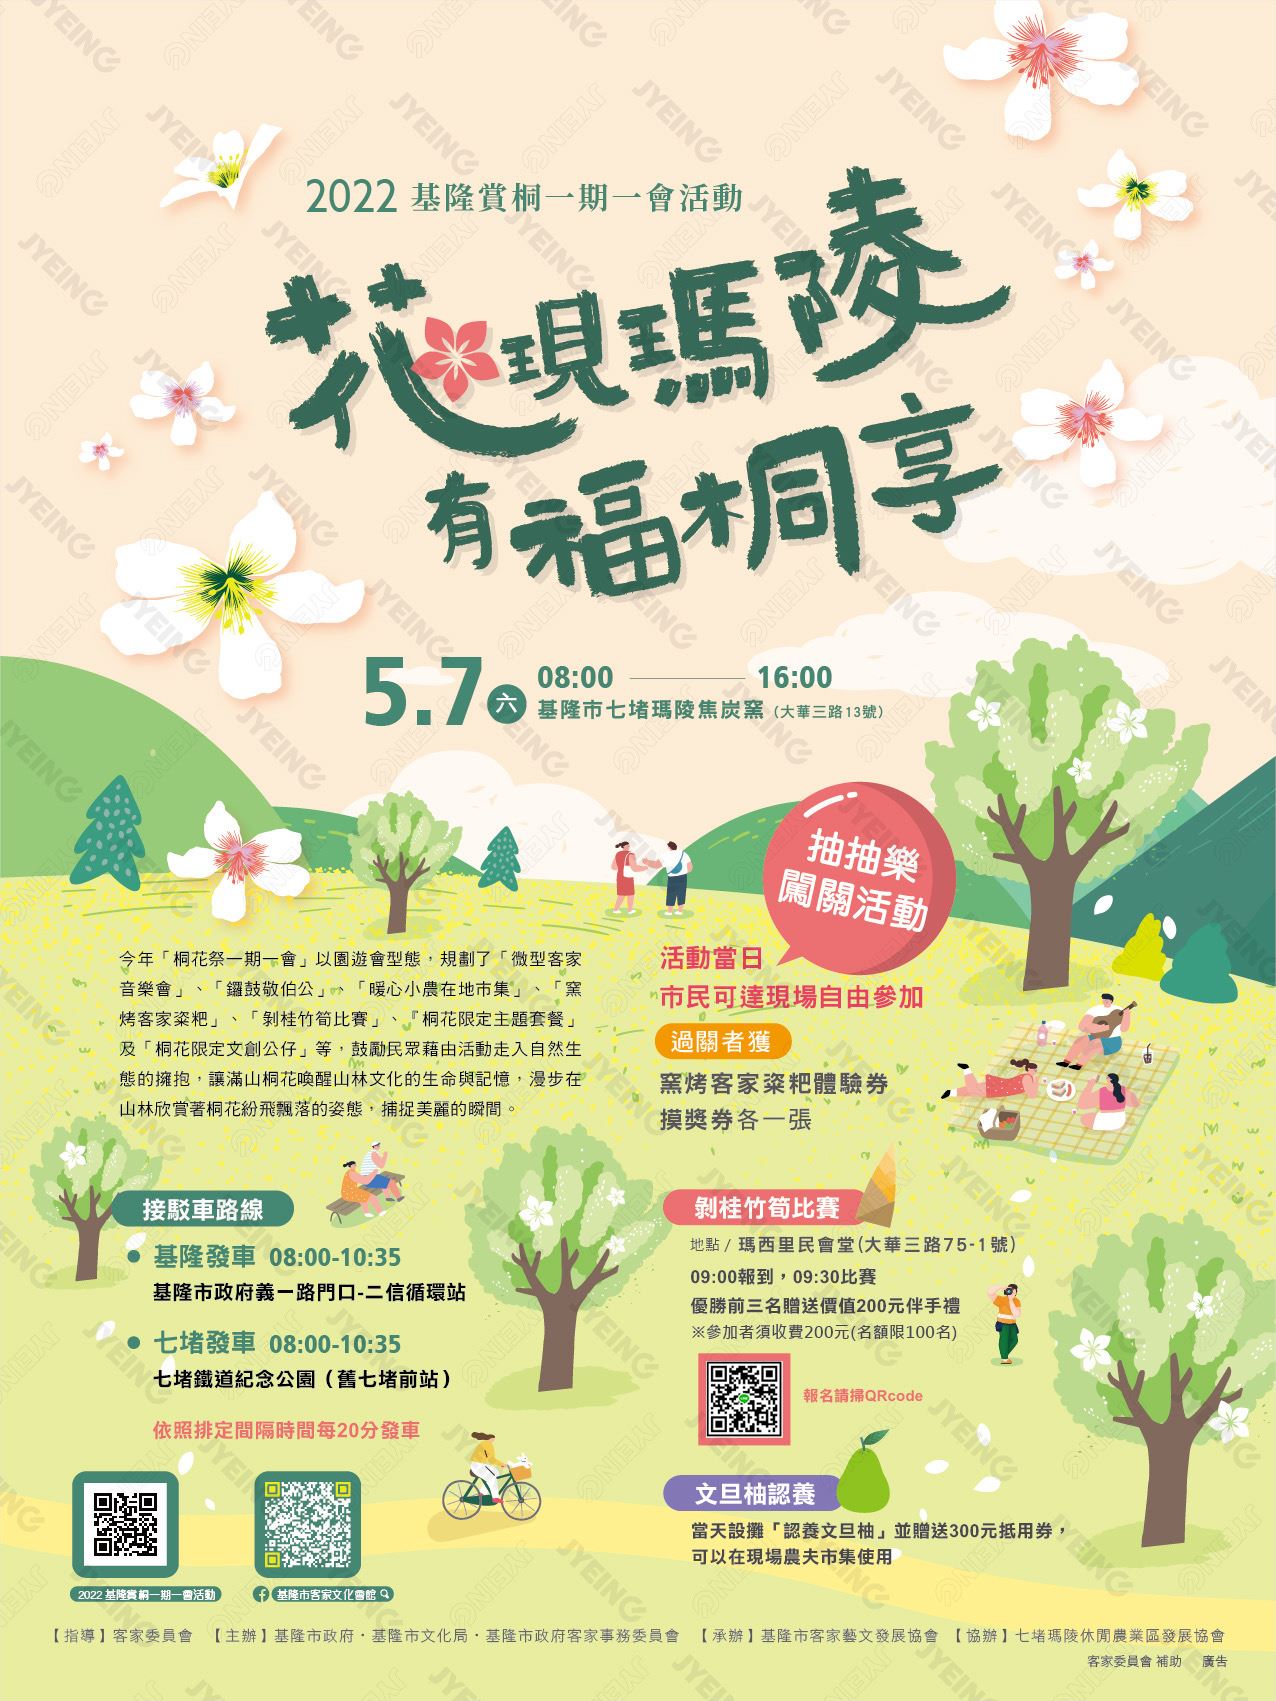 2022 基隆賞桐一期一會活動
花現瑪陵
有福桐享
5.7 六 08:00 — 16:00
基隆市七堵瑪陵焦炭窯（大華三路13號）
抽抽樂
闖關活動
今年「桐花祭一期一會」以園遊會型態，規劃了「微型客家
音樂會」、「鑼鼓敬伯公」、「暖心小農在地市集」、「窯
烤客家粢粑」、「剝桂竹筍比賽」、『桐花限定主題套餐」
及「桐花限定文創公仔」等，鼓勵民眾藉由活動走入自然生
態的擁抱，讓滿山桐花喚醒山林文化的生命與記憶，漫步在
山林欣賞著桐花紛飛飄落的姿態，捕捉美麗的瞬間。
活動當日
市民可達現場自由參加
過關者獲
窯烤客家粢粑體驗券
摸獎券各一張
接駁車路線
● 基隆發車 08:00-10:35
基隆市政府義一路門口-二信循環站
● 七堵發車 08:00-10:35
七堵鐵道紀念公園（舊七堵前站）
依照排定間隔時間每20分發車
剝桂竹筍比賽
地點 / 瑪西里民會堂(大華三路75-1號)
09:00報到，09:30比賽
優勝前三名贈送價值200元伴手禮
※參加者須收費200元(名額限100名)
報名請掃QRcode
文旦柚認養
當天設攤「認養文旦柚」並贈送300元抵用券，
可以在現場農夫市集使用
2022 基隆賞桐一期一會活動
基隆市客家文化會館
【指導】客家委員會 【主辦】基隆市政府・基隆市文化局・基隆市政府客家事務委員會 【承辦】基隆市客家藝文發展協會 【協辦】七堵瑪陵休閒農業區發展協會
客家委員會 補助 廣告
JYEING